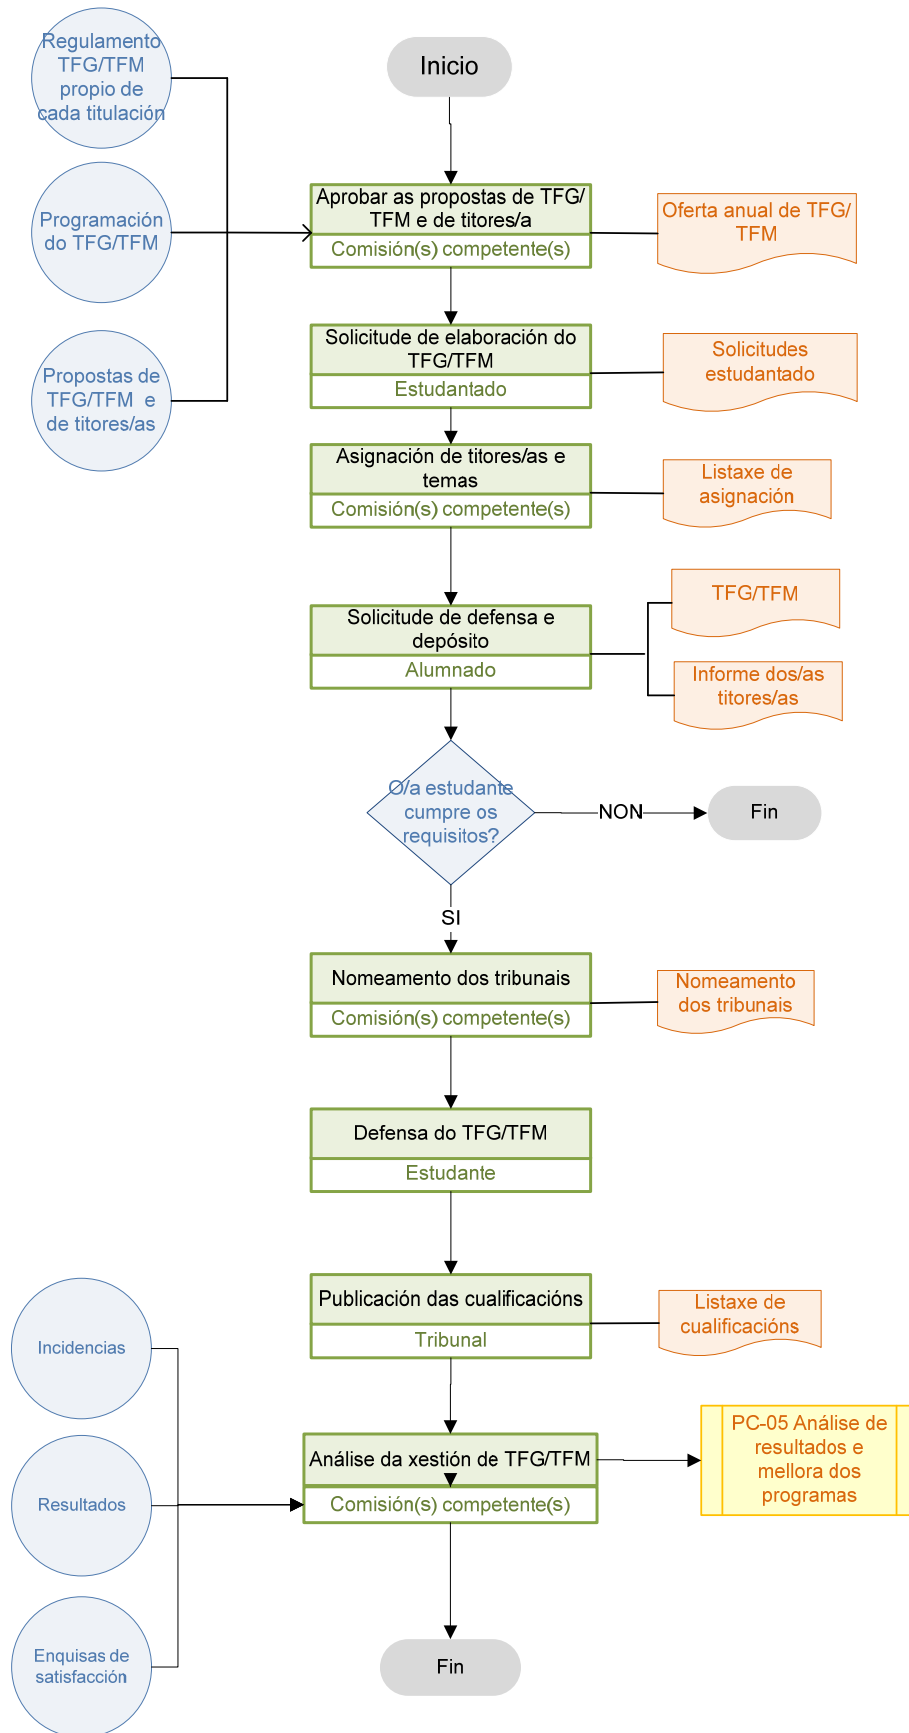 Regulamento
TFG/TFM
propio de
cada titulación
Inicio
Aprobar as propostas de TFG/
TFM e de titores/a
Comisión(s) competente(s)
Oferta anual de TFG/
TFM
Programación
do TFG/TFM
Solicitude de elaboración do
TFG/TFM
Estudantado
Solicitudes
estudantado
Propostas de
TFG/TFM e
de titores/as
Asignación de titores/as e
temas
Comisión(s) competente(s)
Listaxe de
asignación
Solicitude de defensa e
depósito
Alumnado
TFG/TFM
Informe dos/as
titores/as
O/a estudante
cumpre os
requisitos?
NON
Fin
SI
Nomeamento dos tribunais
Comisión(s) competente(s)
Nomeamento
dos tribunais
Defensa do TFG/TFM
Estudante
Publicación das cualificacións
Tribunal
Listaxe de
cualificacións
Incidencias
Análise da xestión de TFG/TFM
Comisión(s) competente(s)
PC-05 Análise de
resultados e
mellora dos
programas
Resultados
Enquisas de
satisfacción
Fin